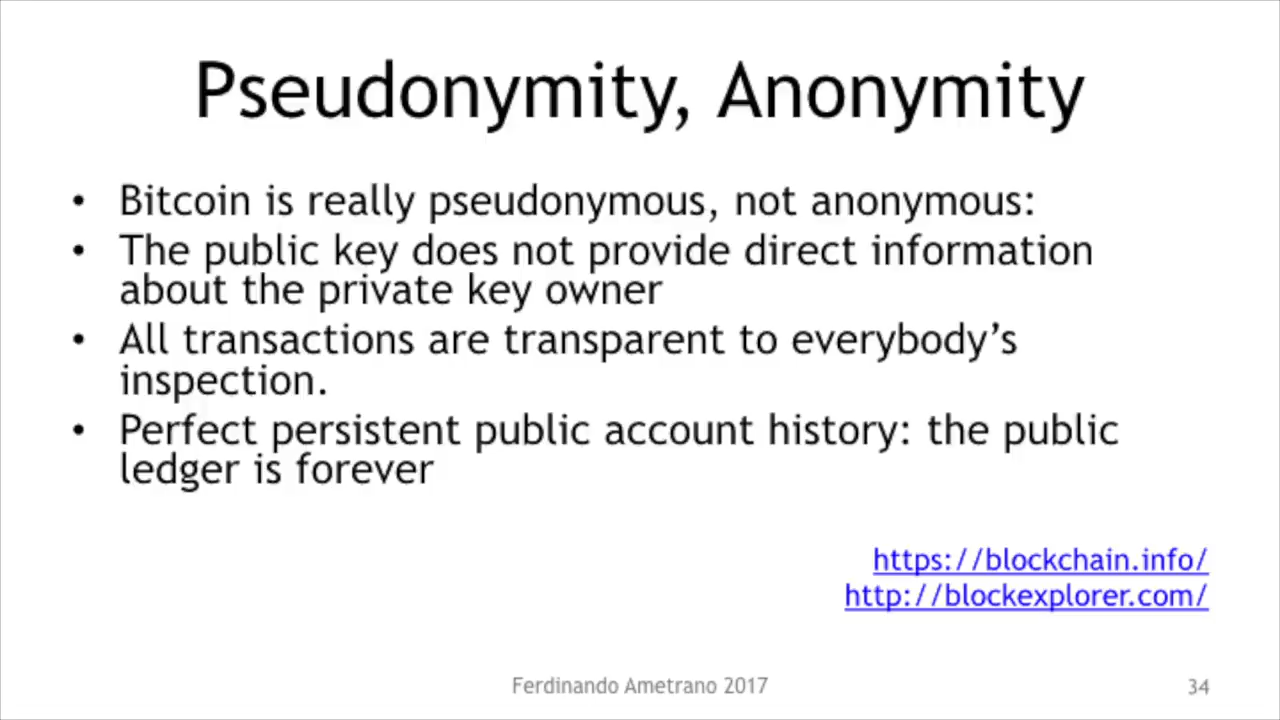 Pseudonymity, Anonymity
• Bitcoin is really pseudonymous, not anonymous:
• The public key does not provide direct information
about the private key owner
• All transactions are transparent to everybody’s
inspection.
• Perfect persistent public account history: the public
ledger is forever
https://blockchain.info/
http://blockexplorer.com/
Ferdinando Ametrano 2017
34